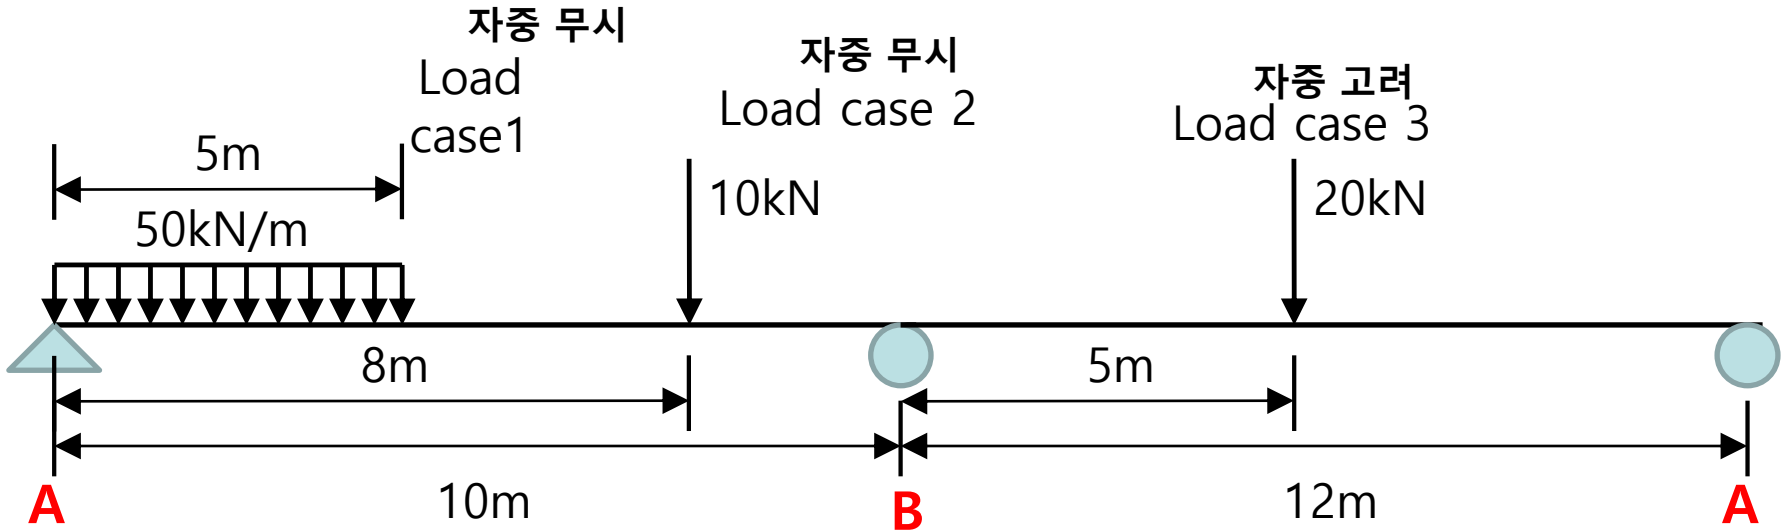 자중 무시
Load
case1
자중 무시
Load case 2
자중 고려
Load case 3
5m
10kN
20kN
50kN/m
8m
5m
10m
12m
A
B
A